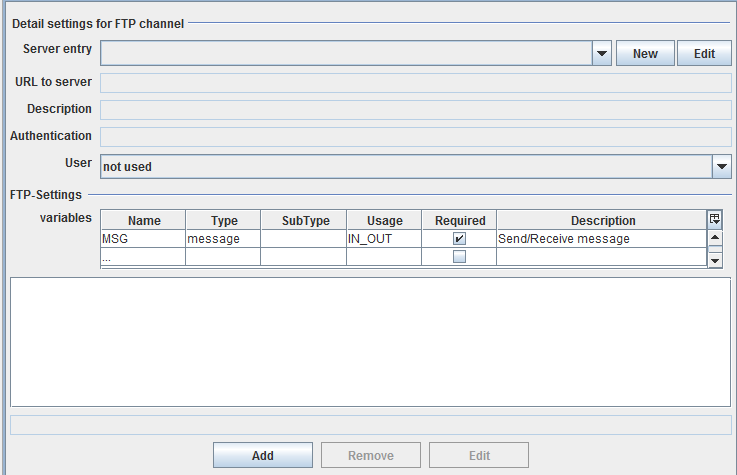 Detail settings for FTP channel
Server entry New Edit
URL to server
Description
Authentication
User not used
FTP-Settings
variables Name Type SubType Usage Required Description
MSG message IN_OUT Send/Receive message
...
Add Remove Edit